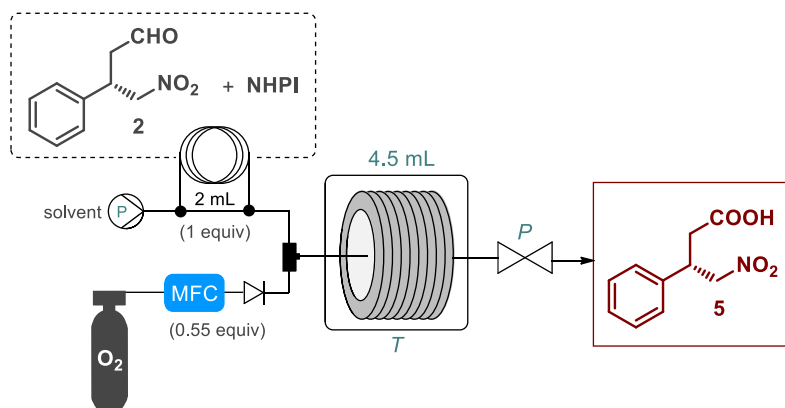 CHO
NO2
+ NHPI
2
4.5 mL
solvent
P
2 mL
(1 equiv)
P
COOH
NO2
5
MFC
(0.55 equiv)
O2
T